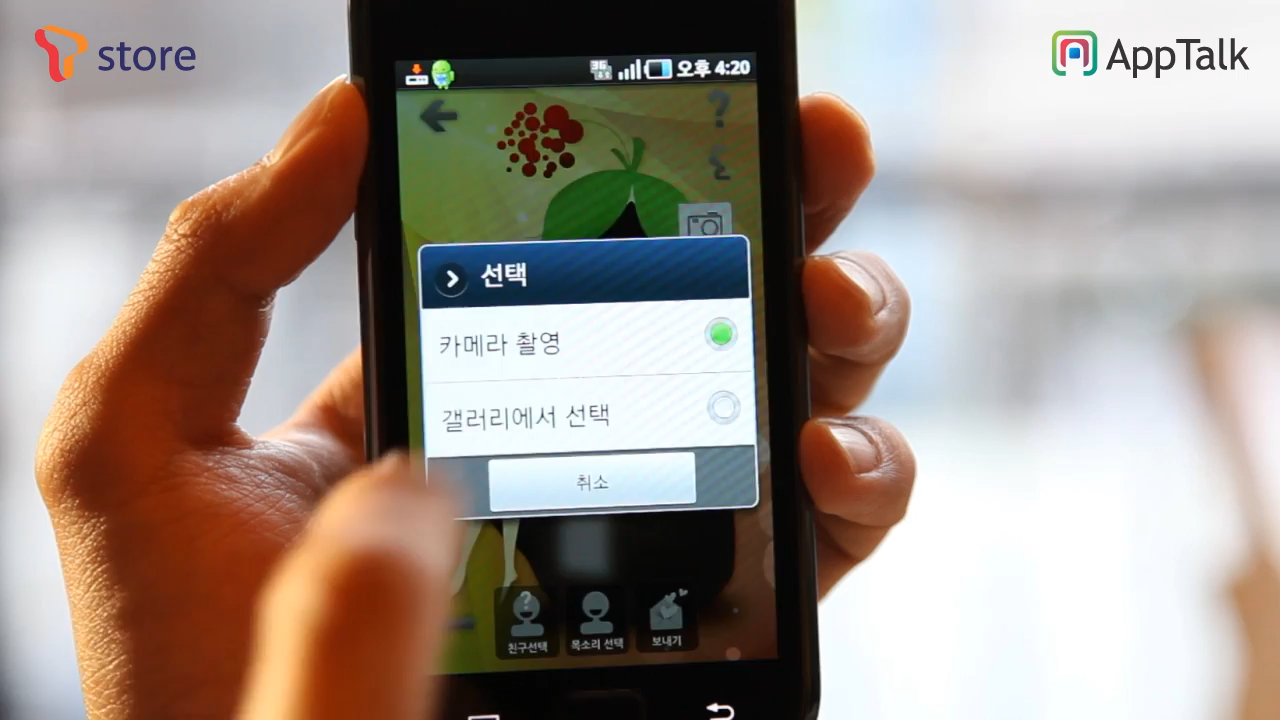 store
AppTalk
3G
오후 4:20
?
선택
카메라 촬영
갤러리에서 선택
취소
?
친구선택
목소리 선택
보내기